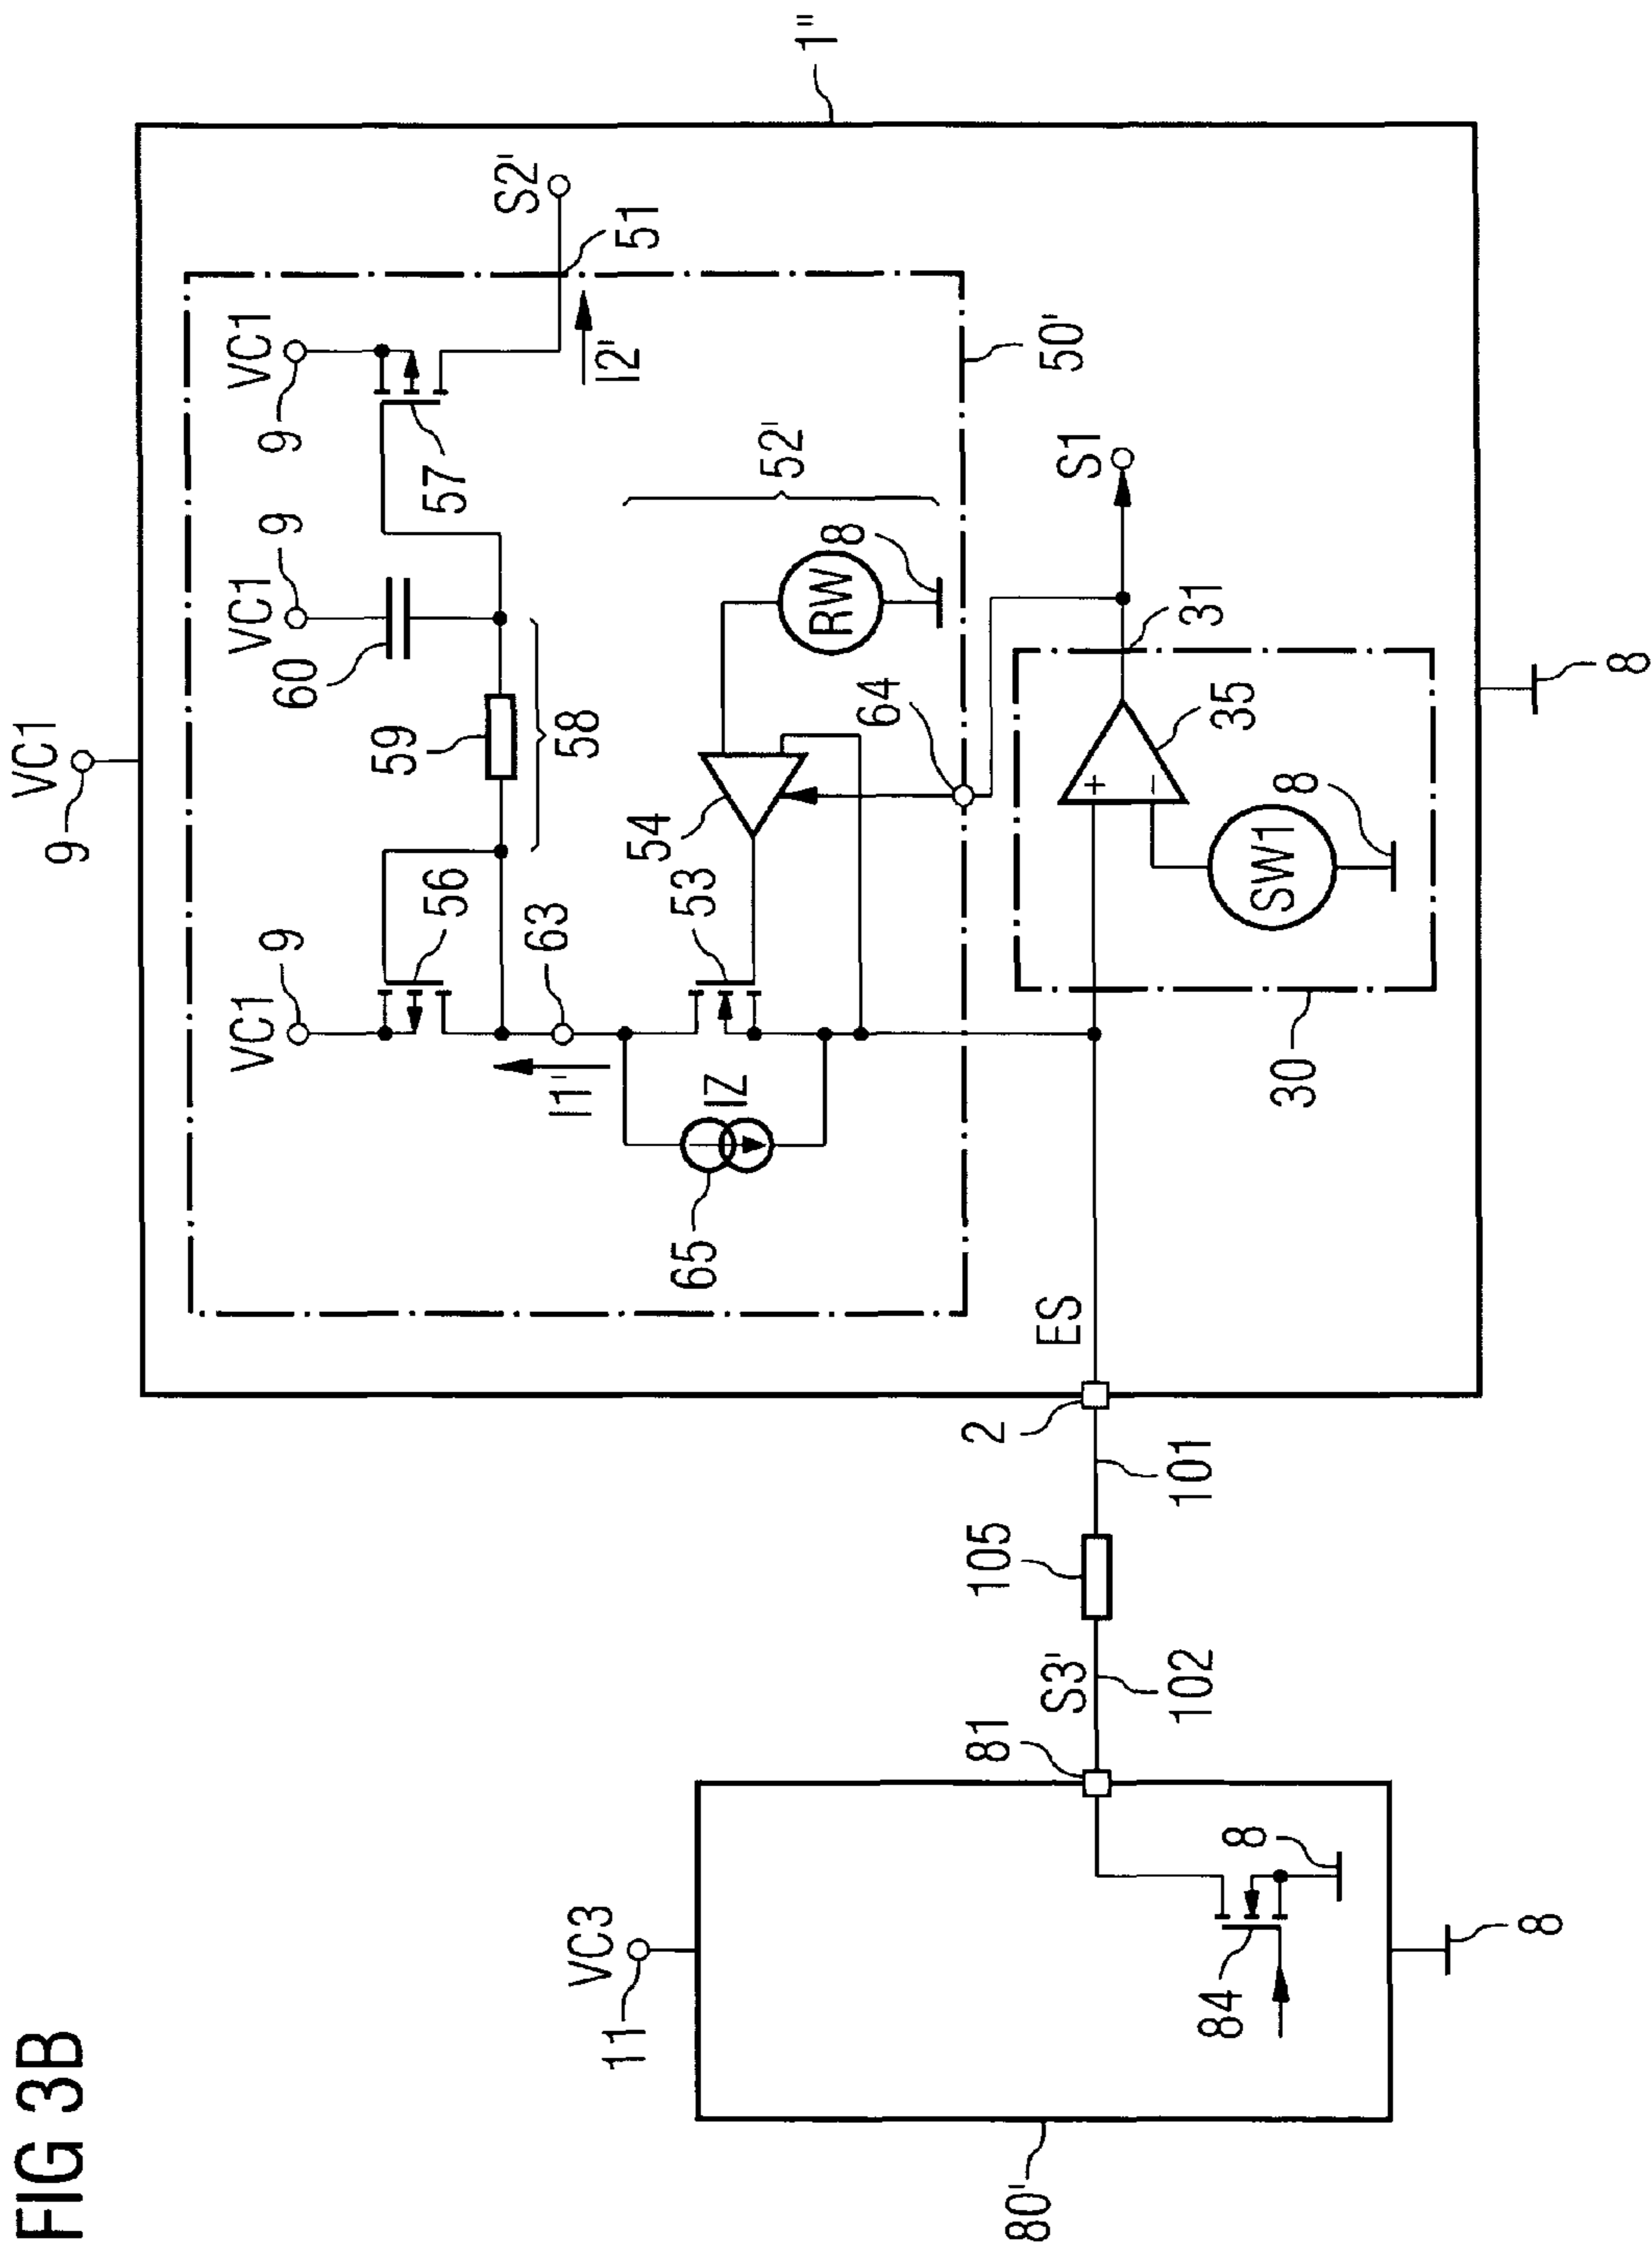 FIG 3B
VC1
9
1"
VC1
9
VC1
9
VC1
9
S2'
56
59
60
58
57
51
I2'
63
I1'
IZ
65
53
54
RW
8
52'
50'
64
ES
2
101
105
S3'
102
81
S1
31
35
+
−
SW1
8
30
8
VC3
11
84
8
8
80'